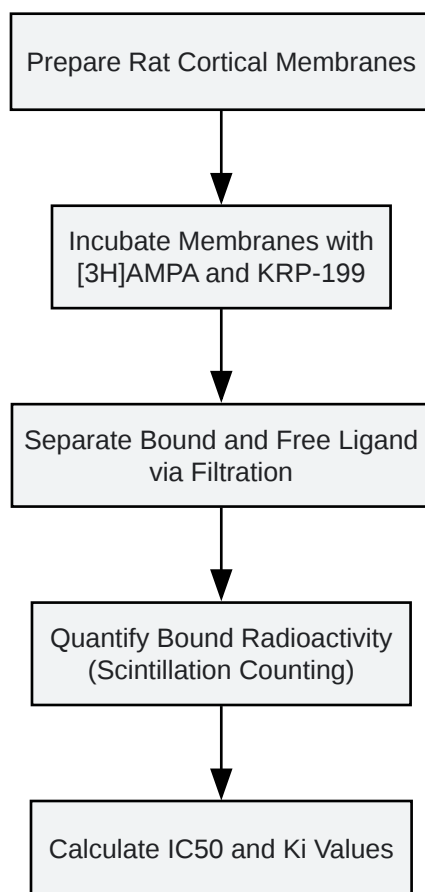 Prepare Rat Cortical Membranes
Incubate Membranes with
[3H]AMPA and KRP-199
Separate Bound and Free Ligand
via Filtration
Quantify Bound Radioactivity
(Scintillation Counting)
Calculate IC50 and Ki Values